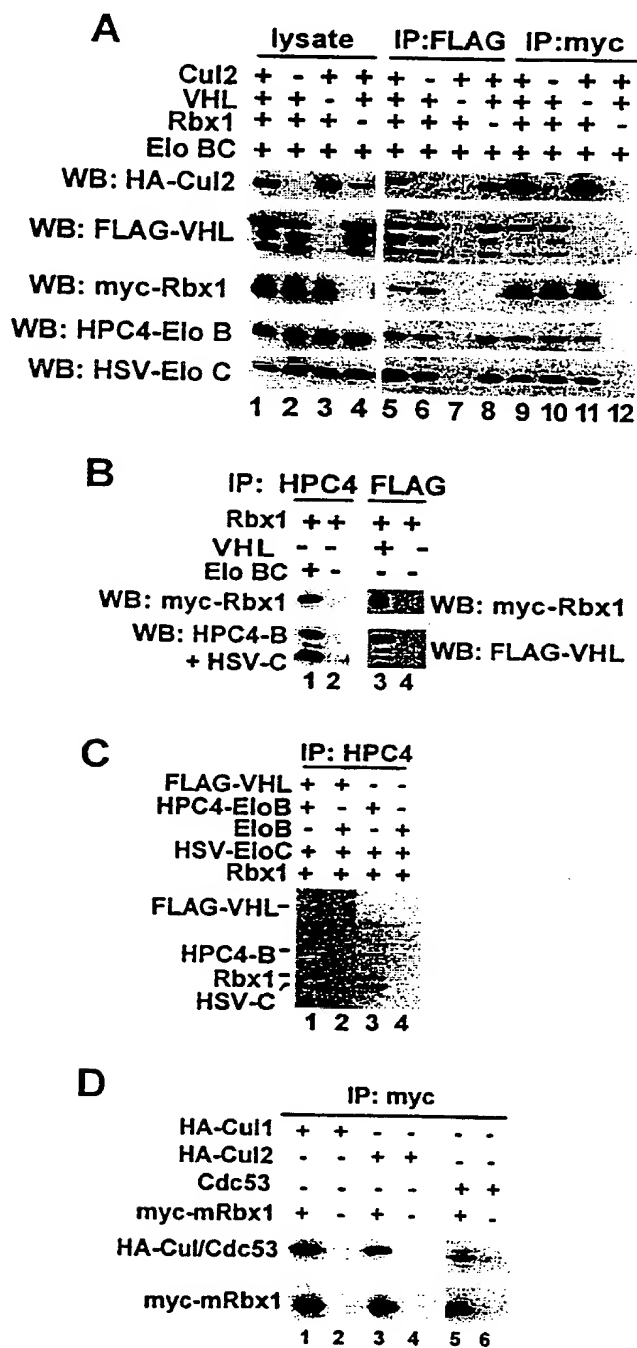 A
lysate IP:FLAG IP:myc
Cul2 + - + + + - + + + - + +
VHL + + - + + + - + + + - +
Rbx1 + + + - + + + - + + + -
Elo BC + + + + + + + + + + + +
WB: HA-Cul2
WB: FLAG-VHL
WB: myc-Rbx1
WB: HPC4-Elo B
WB: HSV-Elo C
1 2 3 4 5 6 7 8 9 10 11 12
B
IP: HPC4 FLAG
Rbx1 + + + +
VHL - - + -
Elo BC + - - -
WB: myc-Rbx1 WB: myc-Rbx1
WB: HPC4-B WB: FLAG-VHL
+ HSV-C
1 2 3 4
C
IP: HPC4
FLAG-VHL + + - -
HPC4-EloB + - + -
EloB - + - +
HSV-EloC + + + +
Rbx1 + + + +
FLAG-VHL-
HPC4-B-
Rbx1-
HSV-C
1 2 3 4
D
IP: myc
HA-Cul1 + + - - - -
HA-Cul2 - - + + - -
Cdc53 - - - - + +
myc-mRbx1 + - + - + -
HA-Cul/Cdc53
myc-mRbx1
1 2 3 4 5 6